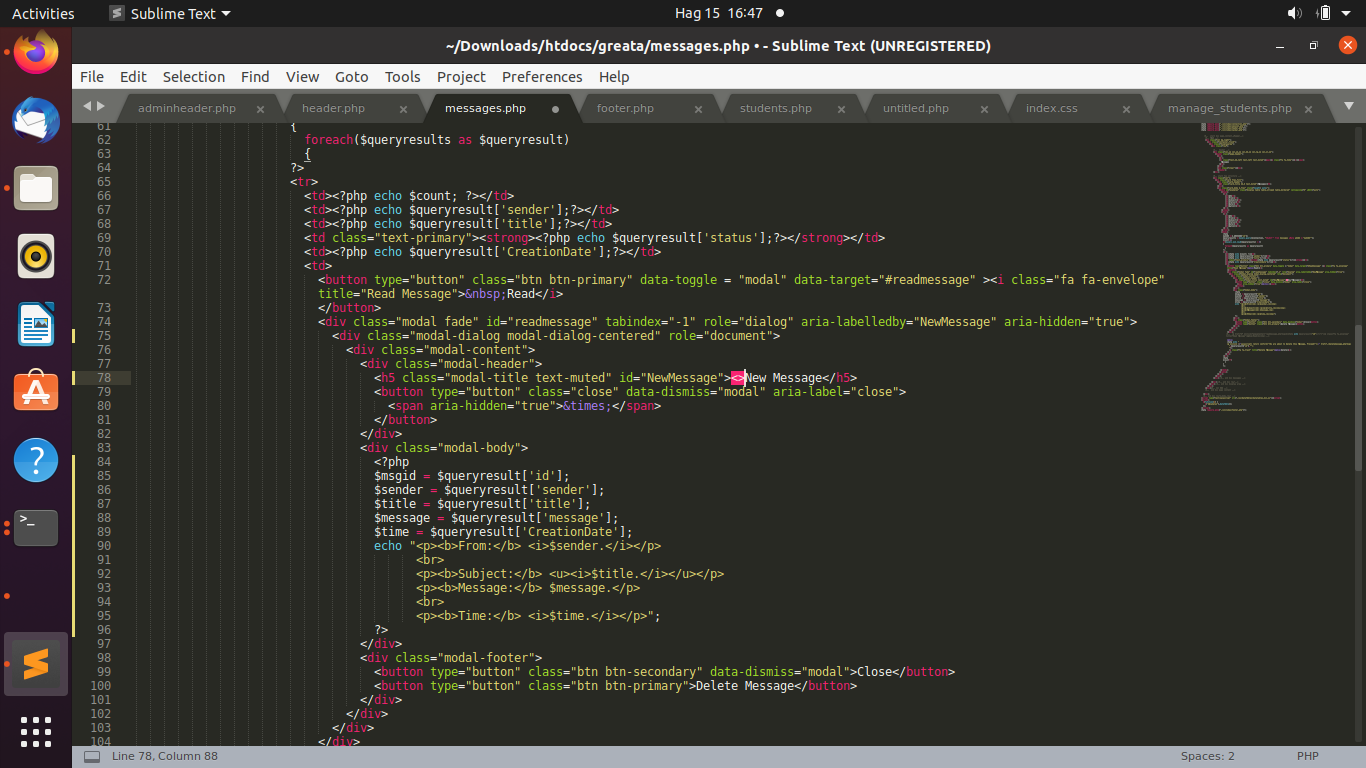 Activities
Sublime Text
Hag 15 16:47
~/Downloads/htdocs/greata/messages.php • - Sublime Text (UNREGISTERED)
File Edit Selection Find View Goto Tools Project Preferences Help
adminheader.php header.php messages.php footer.php students.php untitled.php index.css manage_students.php
61 {
62 foreach($queryresults as $queryresult)
63 {
64 ?>
65 <tr>
66 <td><?php echo $count; ?></td>
67 <td><?php echo $queryresult['sender'];?></td>
68 <td><?php echo $queryresult['title'];?></td>
69 <td class="text-primary"><strong><?php echo $queryresult['status'];?></strong></td>
70 <td><?php echo $queryresult['CreationDate'];?></td>
71 <td>
72 <button type="button" class="btn btn-primary" data-toggle = "modal" data-target="#readmessage" ><i class="fa fa-envelope"
title="Read Message">&nbsp;Read</i>
73 </button>
74 <div class="modal fade" id="readmessage" tabindex="-1" role="dialog" aria-labelledby="NewMessage" aria-hidden="true">
75 <div class="modal-dialog modal-dialog-centered" role="document">
76 <div class="modal-content">
77 <div class="modal-header">
78 <h5 class="modal-title text-muted" id="NewMessage"><>New Message</h5>
79 <button type="button" class="close" data-dismiss="modal" aria-label="close">
80 <span aria-hidden="true">&times;</span>
81 </button>
82 </div>
83 <div class="modal-body">
84 <?php
85 $msgid = $queryresult['id'];
86 $sender = $queryresult['sender'];
87 $title = $queryresult['title'];
88 $message = $queryresult['message'];
89 $time = $queryresult['CreationDate'];
90 echo "<p><b>From:</b> <i>$sender.</i></p>
91 <br>
92 <p><b>Subject:</b> <u><i>$title.</i></u></p>
93 <p><b>Message:</b> $message.</p>
94 <br>
95 <p><b>Time:</b> <i>$time.</i></p>";
96 ?>
97 </div>
98 <div class="modal-footer">
99 <button type="button" class="btn btn-secondary" data-dismiss="modal">Close</button>
100 <button type="button" class="btn btn-primary">Delete Message</button>
101 </div>
102 </div>
103 </div>
104 </div>
Line 78, Column 88
Spaces: 2
PHP